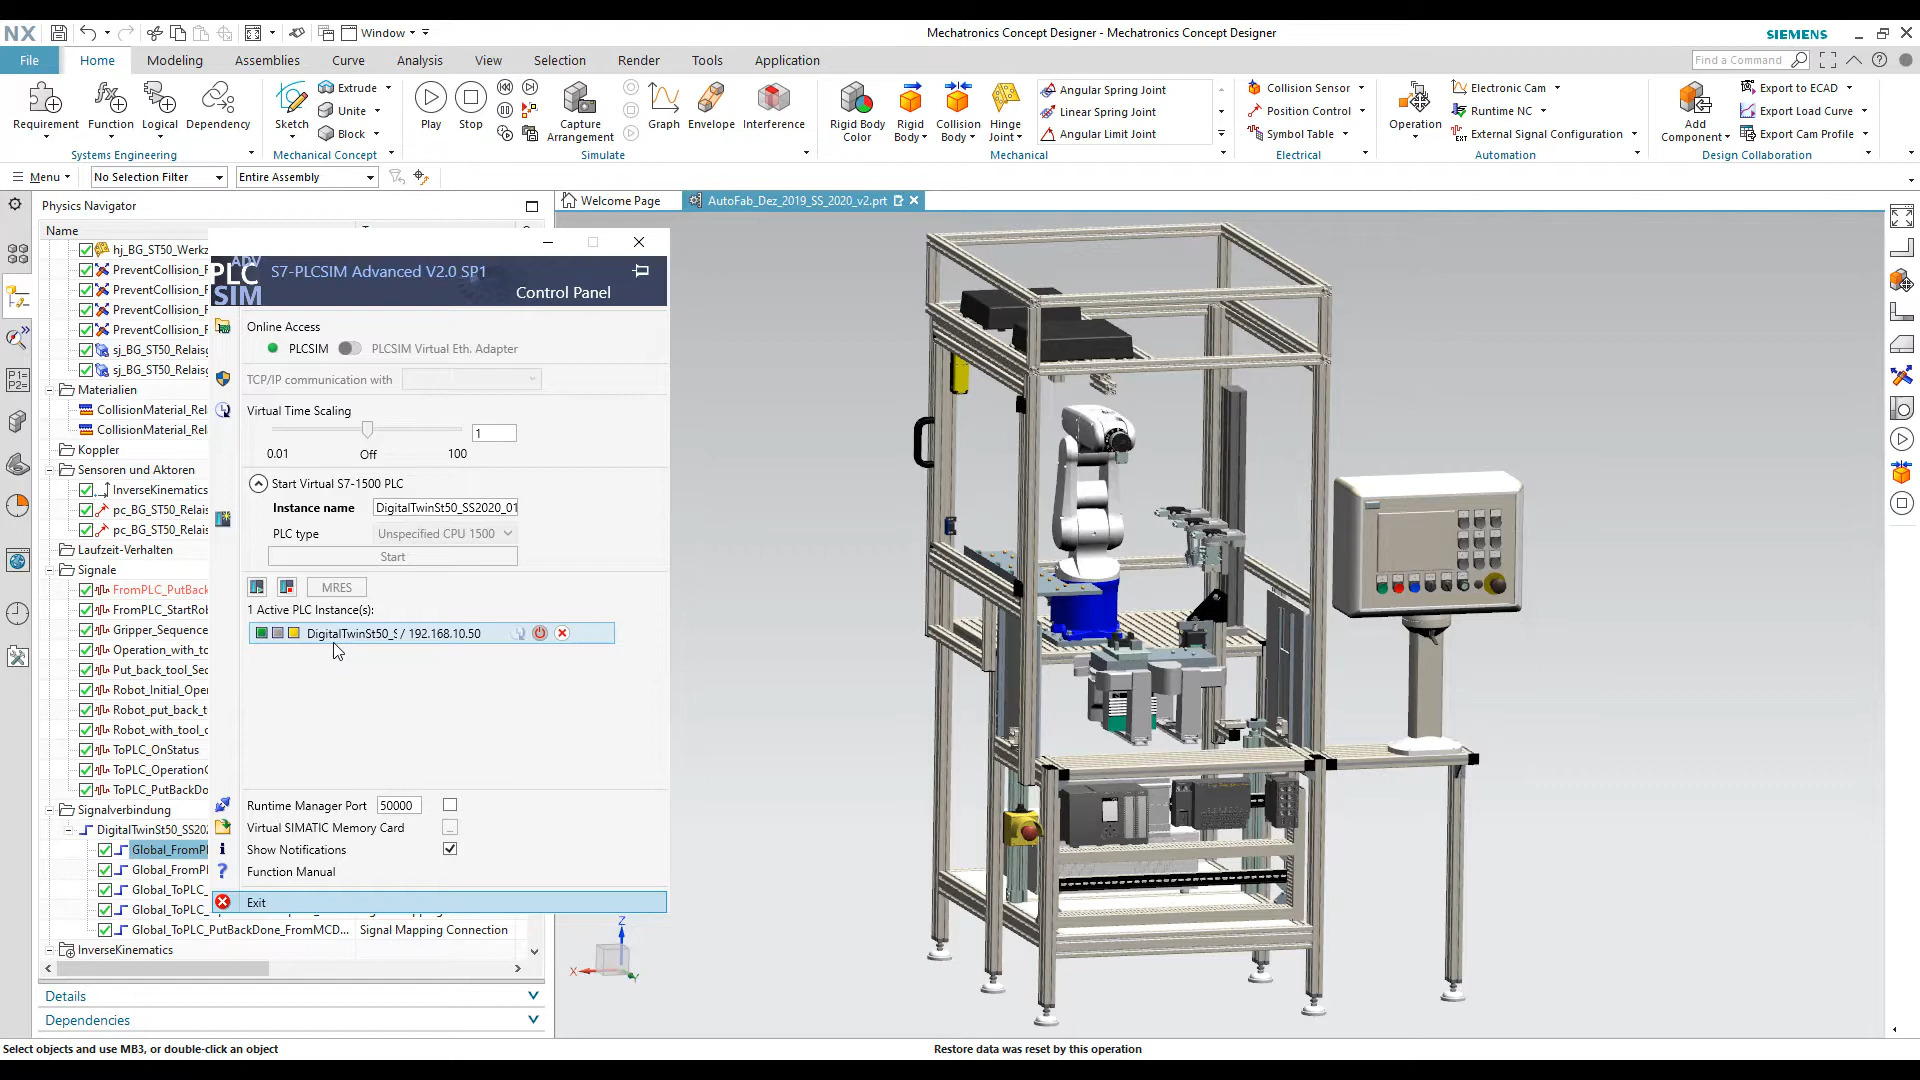 NX
Window
Mechatronics Concept Designer - Mechatronics Concept Designer
SIEMENS
File
Home
Modeling
Assemblies
Curve
Analysis
View
Selection
Render
Tools
Application
Find a Command
Requirement
Function
Logical
Dependency
Systems Engineering
Sketch
Extrude
Unite
Block
Mechanical Concept
Play
Stop
Capture
Arrangement
Graph
Envelope
Interference
Simulate
Rigid Body
Color
Rigid
Body
Collision
Body
Hinge
Joint
Angular Spring Joint
Linear Spring Joint
Angular Limit Joint
Mechanical
Collision Sensor
Position Control
Symbol Table
Electrical
Operation
Electronic Cam
Runtime NC
External Signal Configuration
Automation
Add
Component
Export to ECAD
Export Load Curve
Export Cam Profile
Design Collaboration
Menu
No Selection Filter
Entire Assembly
Physics Navigator
Welcome Page
AutoFab_Dez_2019_SS_2020_v2.prt
Name
hj_BG_ST50_Werkz
PreventCollision_F
PreventCollision_F
PreventCollision_F
PreventCollision_F
sj_BG_ST50_Relais
sj_BG_ST50_Relais
Materialien
CollisionMaterial_Rel
CollisionMaterial_Rel
Koppler
Sensoren und Aktoren
InverseKinematics
pc_BG_ST50_Relais
pc_BG_ST50_Relais
Laufzeit-Verhalten
Signale
FromPLC_PutBack
FromPLC_StartRob
Gripper_Sequence
Operation_with_to
Put_back_tool_Sec
Robot_Initial_Oper
Robot_put_back_t
Robot_with_tool_c
ToPLC_OnStatus
ToPLC_OperationC
ToPLC_PutBackDo
Signalverbindung
DigitalTwinSt50_SS202
Global_FromPl
Global_FromPl
Global_ToPLC_
Global_ToPLC_
Global_ToPLC_PutBackDone_FromMCD...
Signal Mapping Connection
InverseKinematics
Details
Dependencies
ADV
PLC
SIM
S7-PLCSIM Advanced V2.0 SP1
Control Panel
Online Access
PLCSIM
PLCSIM Virtual Eth. Adapter
TCP/IP communication with
Virtual Time Scaling
1
0.01
Off
100
Start Virtual S7-1500 PLC
Instance name
DigitalTwinSt50_SS2020_01
PLC type
Unspecified CPU 1500
Start
MRES
1 Active PLC Instance(s):
DigitalTwinSt50_S / 192.168.10.50
Runtime Manager Port
50000
Virtual SIMATIC Memory Card
...
Show Notifications
Function Manual
Exit
Z
X
Y
Select objects and use MB3, or double-click an object
Restore data was reset by this operation